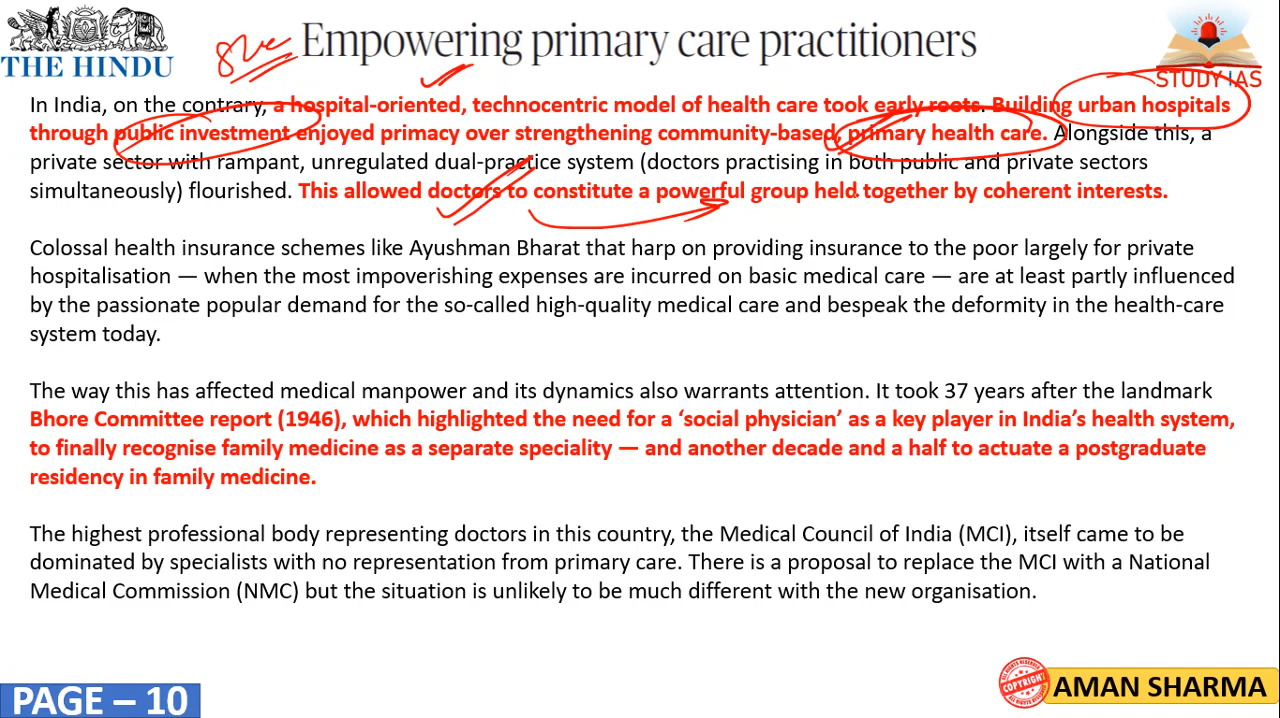 THE HINDU
Empowering primary care practitioners
STUDY IAS
In India, on the contrary, a hospital-oriented, technocentric model of health care took early roots. Building urban hospitals
through public investment enjoyed primacy over strengthening community-based, primary health care. Alongside this, a
private sector with rampant, unregulated dual-practice system (doctors practising in both public and private sectors
simultaneously) flourished. This allowed doctors to constitute a powerful group held together by coherent interests.
Colossal health insurance schemes like Ayushman Bharat that harp on providing insurance to the poor largely for private
hospitalisation — when the most impoverishing expenses are incurred on basic medical care — are at least partly influenced
by the passionate popular demand for the so-called high-quality medical care and bespeak the deformity in the health-care
system today.
The way this has affected medical manpower and its dynamics also warrants attention. It took 37 years after the landmark
Bhore Committee report (1946), which highlighted the need for a ‘social physician’ as a key player in India’s health system,
to finally recognise family medicine as a separate speciality — and another decade and a half to actuate a postgraduate
residency in family medicine.
The highest professional body representing doctors in this country, the Medical Council of India (MCI), itself came to be
dominated by specialists with no representation from primary care. There is a proposal to replace the MCI with a National
Medical Commission (NMC) but the situation is unlikely to be much different with the new organisation.
PAGE – 10
COPYRIGHT
AMAN SHARMA